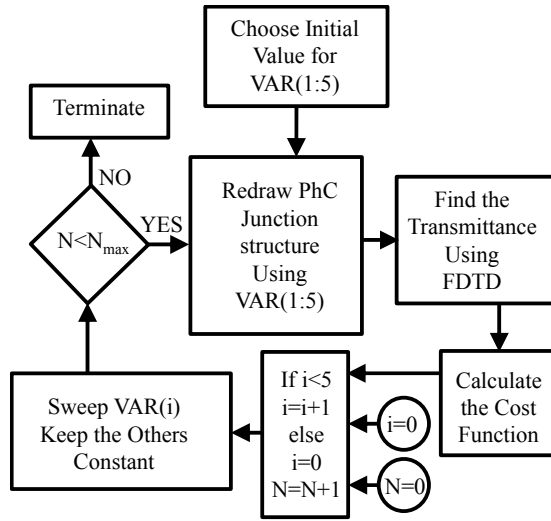 Choose Initial
Value for
VAR(1:5)
Terminate
NO
N<N_max
YES
Redraw PhC
Junction
structure
Using
VAR(1:5)
Find the
Transmittance
Using
FDTD
Calculate
the Cost
Function
If i<5
i=i+1
else
i=0
N=N+1
i=0
N=0
Sweep VAR(i)
Keep the Others
Constant